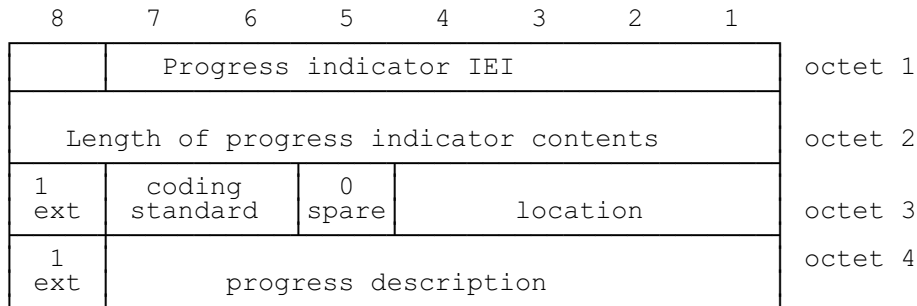 8 7 6 5 4 3 2 1
Progress indicator IEI octet 1
Length of progress indicator contents octet 2
1 coding 0
ext standard spare location octet 3
1 octet 4
ext progress description